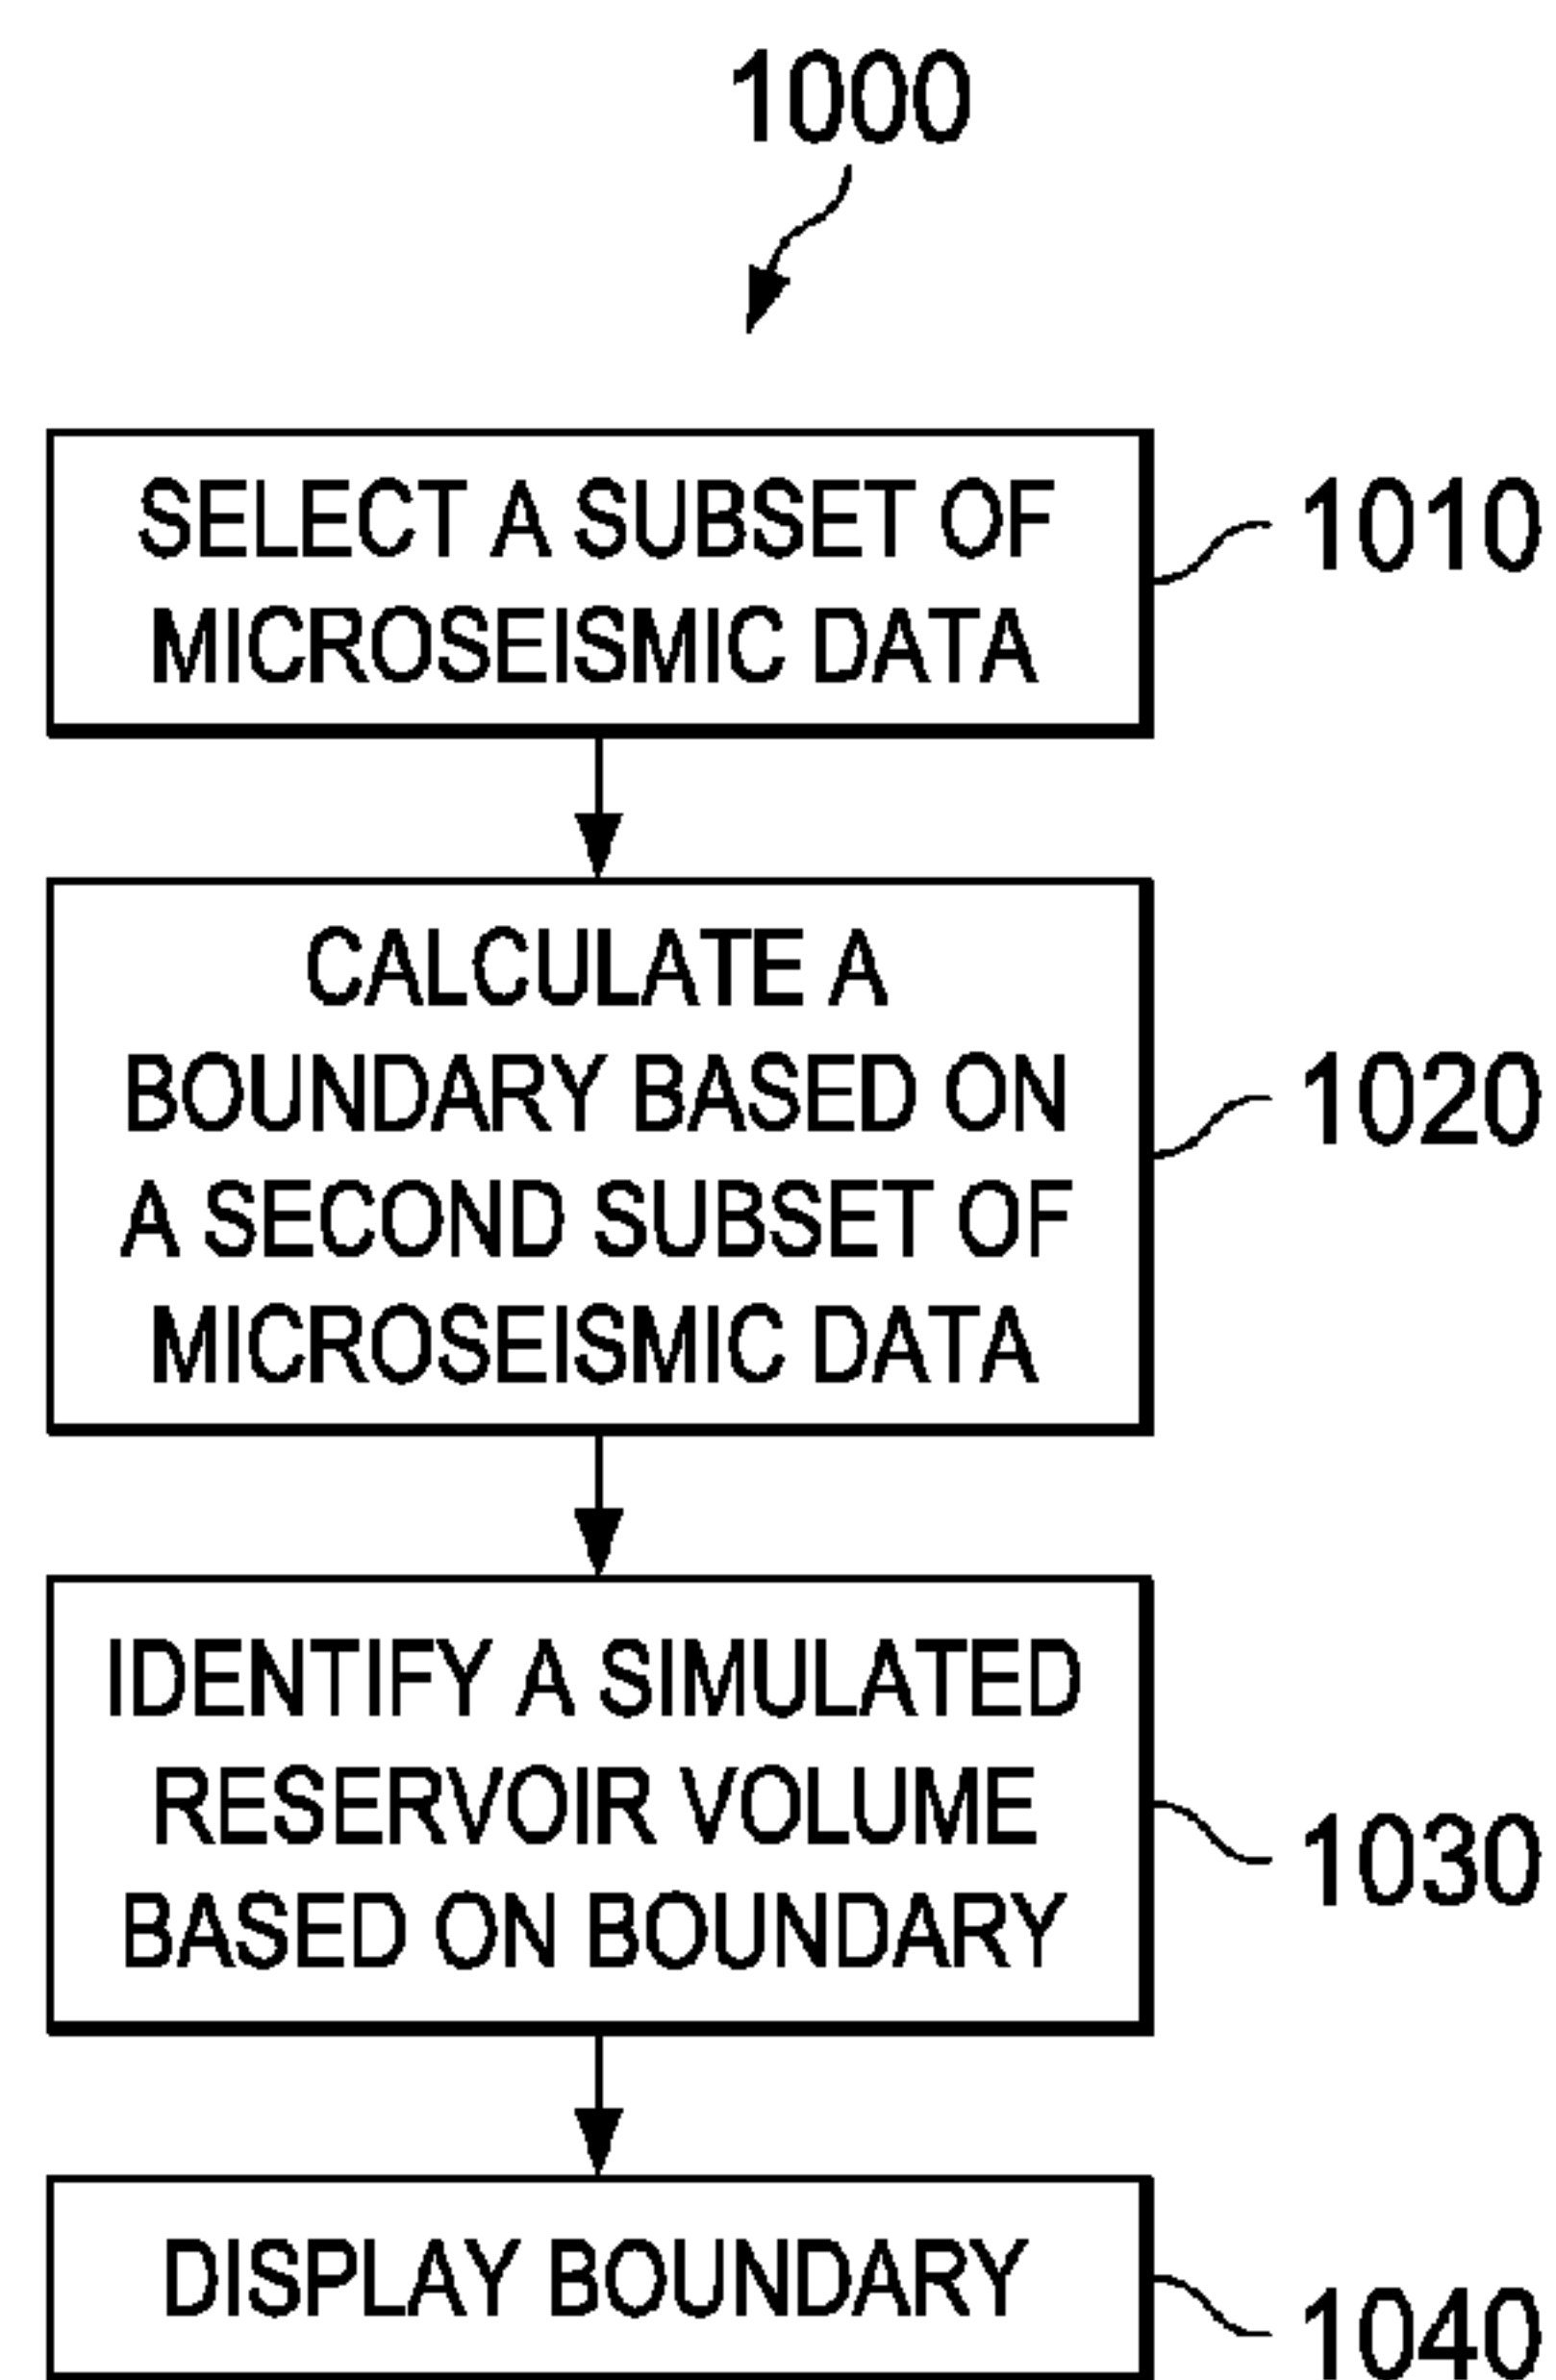 1000
SELECT A SUBSET OF
MICROSEISMIC DATA
1010
CALCULATE A
BOUNDARY BASED ON
A SECOND SUBSET OF
MICROSEISMIC DATA
1020
IDENTIFY A SIMULATED
RESERVOIR VOLUME
BASED ON BOUNDARY
1030
DISPLAY BOUNDARY
1040